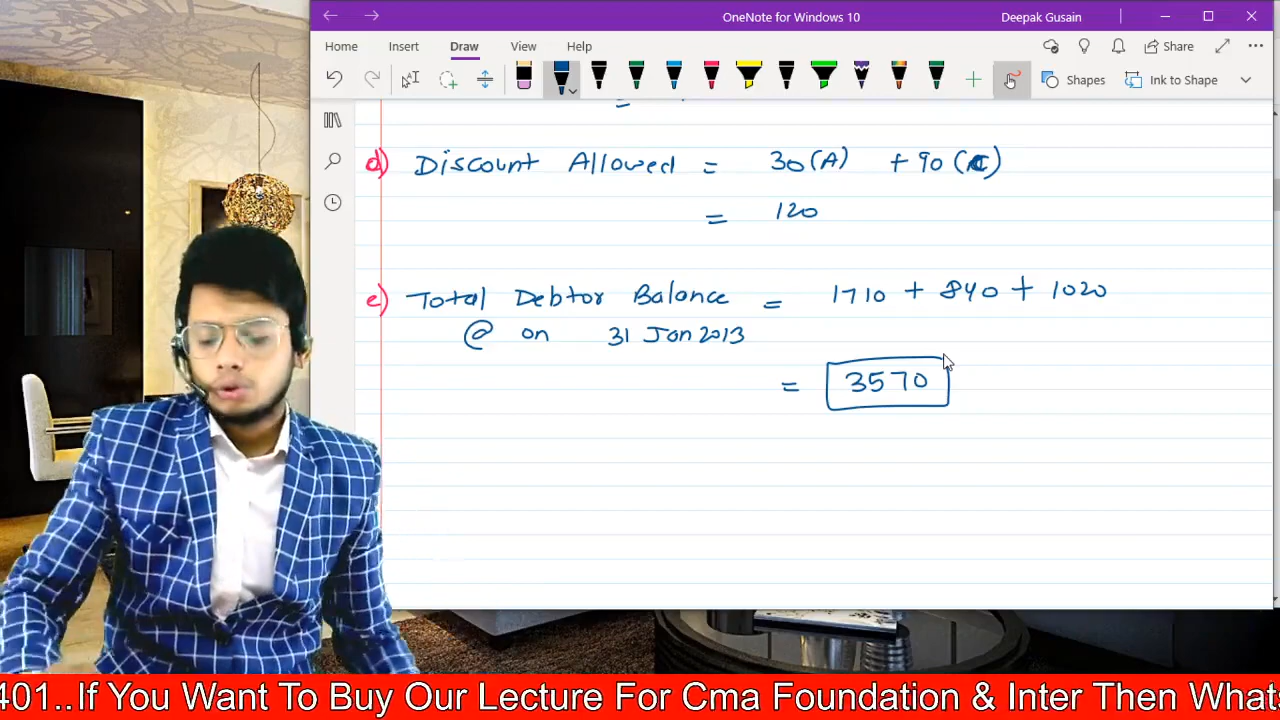 OneNote for Windows 10
Deepak Gusain
Home Insert Draw View Help
Share
Shapes
Ink to Shape
d) Discount Allowed = 30(A) + 90(C)
= 120
e) Total Debtor Balance = 1710 + 840 + 1020
@ on 31 Jan 2013
= 3570
401..If You Want To Buy Our Lecture For Cma Foundation & Inter Then Whats